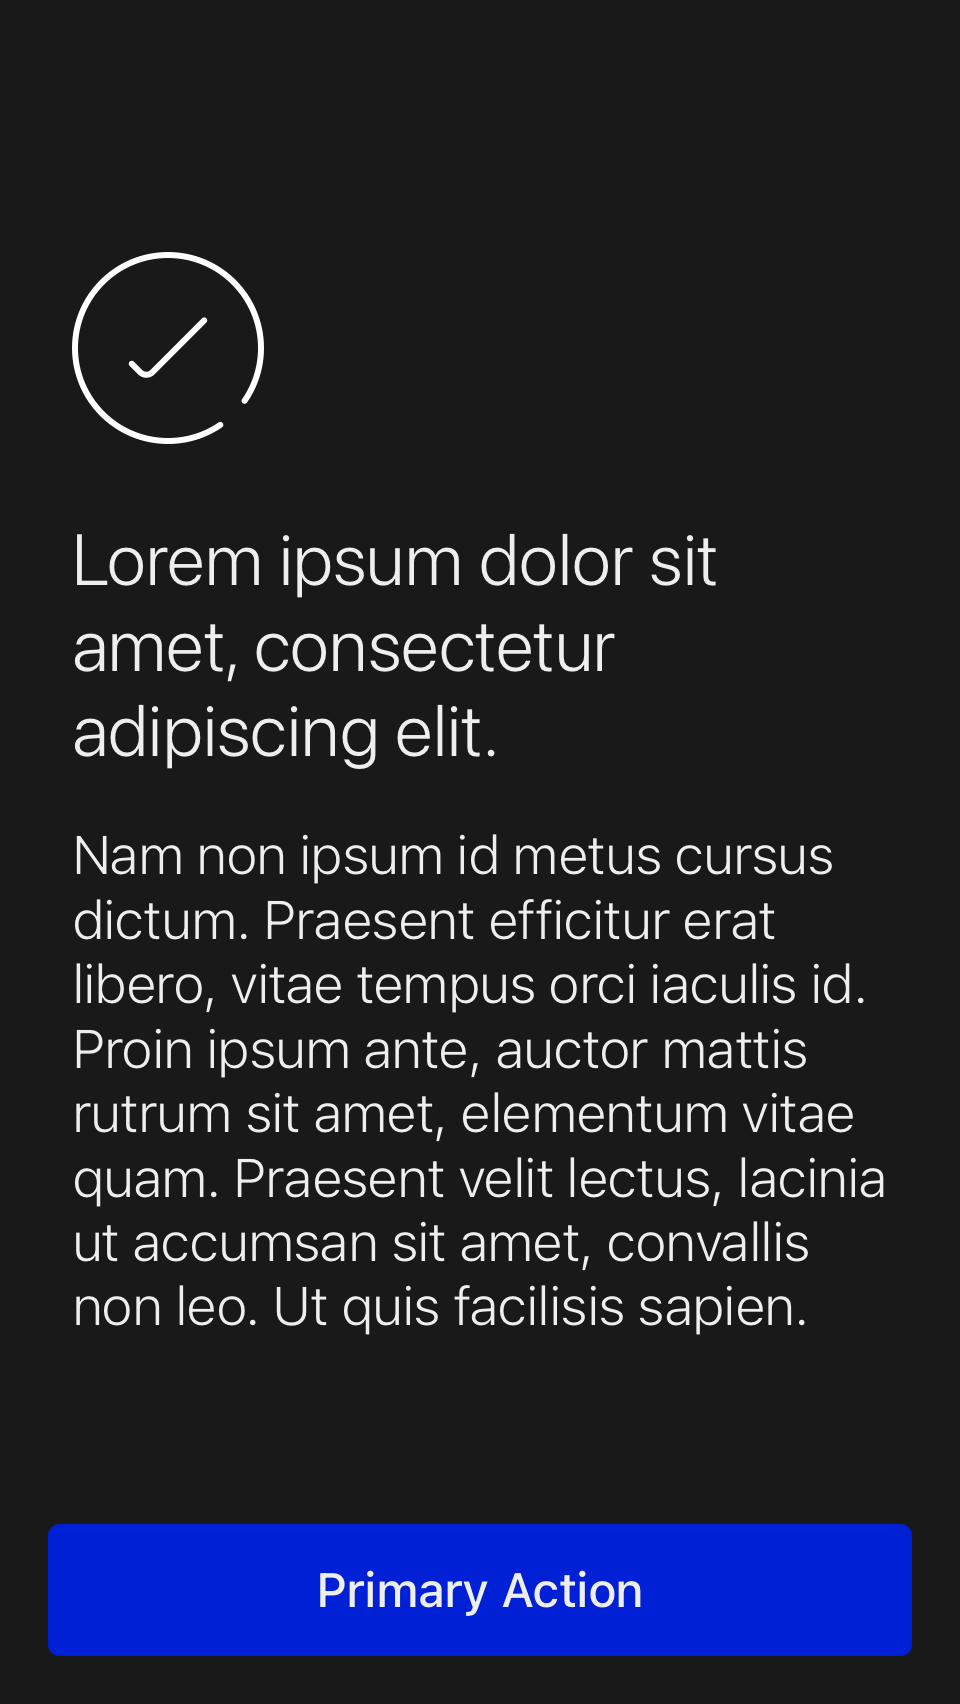 Lorem ipsum dolor sit
amet, consectetur
adipiscing elit.
Nam non ipsum id metus cursus
dictum. Praesent efficitur erat
libero, vitae tempus orci iaculis id.
Proin ipsum ante, auctor mattis
rutrum sit amet, elementum vitae
quam. Praesent velit lectus, lacinia
ut accumsan sit amet, convallis
non leo. Ut quis facilisis sapien.
Primary Action